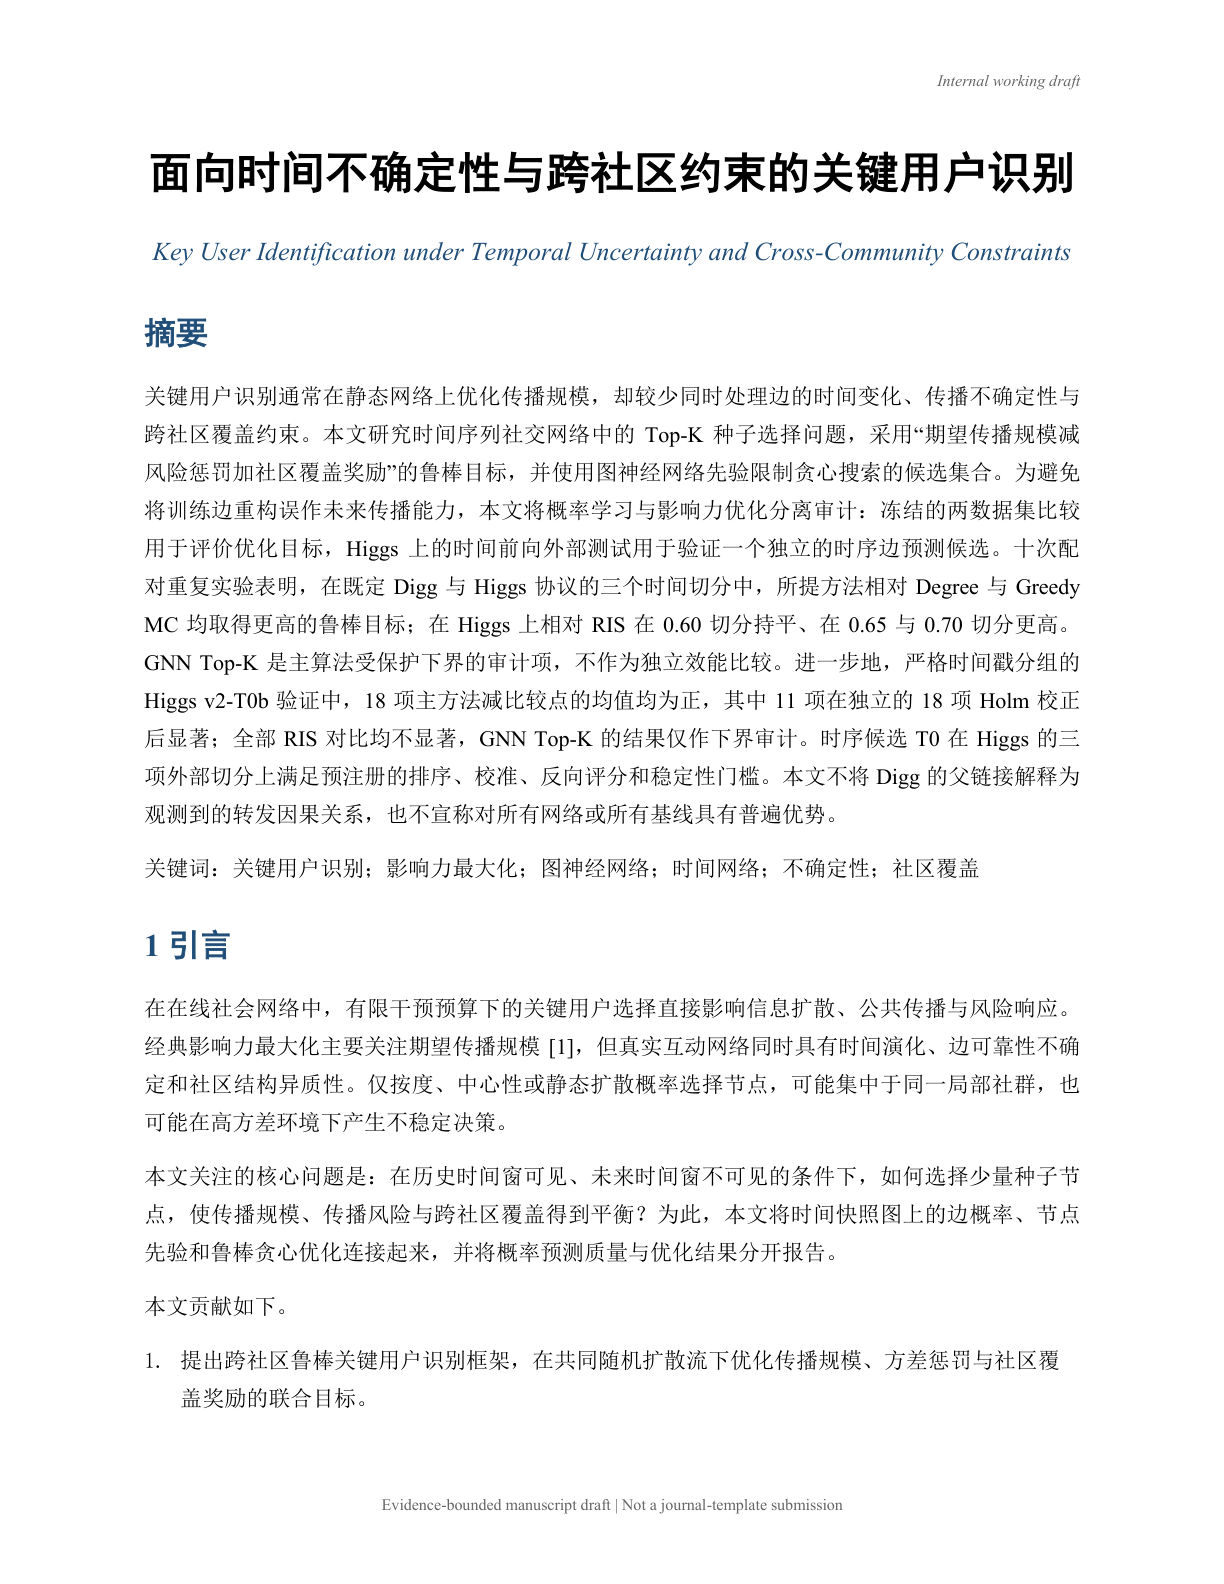 Internal working draft
面向时间不确定性与跨社区约束的关键用户识别
Key User Identification under Temporal Uncertainty and Cross-Community Constraints
摘要
关键用户识别通常在静态网络上优化传播规模，却较少同时处理边的时间变化、传播不确定性与
跨社区覆盖约束。本文研究时间序列社交网络中的 Top-K 种子选择问题，采用“期望传播规模减
风险惩罚加社区覆盖奖励”的鲁棒目标，并使用图神经网络先验限制贪心搜索的候选集合。为避免
将训练边重构误作未来传播能力，本文将概率学习与影响力优化分离审计：冻结的两数据集比较
用于评价优化目标，Higgs 上的时间前向外部测试用于验证一个独立的时序边预测候选。十次配
对重复实验表明，在既定 Digg 与 Higgs 协议的三个时间切分中，所提方法相对 Degree 与 Greedy
MC 均取得更高的鲁棒目标；在 Higgs 上相对 RIS 在 0.60 切分持平、在 0.65 与 0.70 切分更高。
GNN Top-K 是主算法受保护下界的审计项，不作为独立效能比较。进一步地，严格时间戳分组的
Higgs v2-T0b 验证中，18 项主方法减比较点的均值均为正，其中 11 项在独立的 18 项 Holm 校正
后显著；全部 RIS 对比均不显著，GNN Top-K 的结果仅作下界审计。时序候选 T0 在 Higgs 的三
项外部切分上满足预注册的排序、校准、反向评分和稳定性门槛。本文不将 Digg 的父链接解释为
观测到的转发因果关系，也不宣称对所有网络或所有基线具有普遍优势。
关键词：关键用户识别；影响力最大化；图神经网络；时间网络；不确定性；社区覆盖
1 引言
在在线社会网络中，有限干预预算下的关键用户选择直接影响信息扩散、公共传播与风险响应。
经典影响力最大化主要关注期望传播规模 [1]，但真实互动网络同时具有时间演化、边可靠性不确
定和社区结构异质性。仅按度、中心性或静态扩散概率选择节点，可能集中于同一局部社群，也
可能在高方差环境下产生不稳定决策。
本文关注的核心问题是：在历史时间窗可见、未来时间窗不可见的条件下，如何选择少量种子节
点，使传播规模、传播风险与跨社区覆盖得到平衡？为此，本文将时间快照图上的边概率、节点
先验和鲁棒贪心优化连接起来，并将概率预测质量与优化结果分开报告。
本文贡献如下。
1. 提出跨社区鲁棒关键用户识别框架，在共同随机扩散流下优化传播规模、方差惩罚与社区覆
盖奖励的联合目标。
Evidence-bounded manuscript draft | Not a journal-template submission